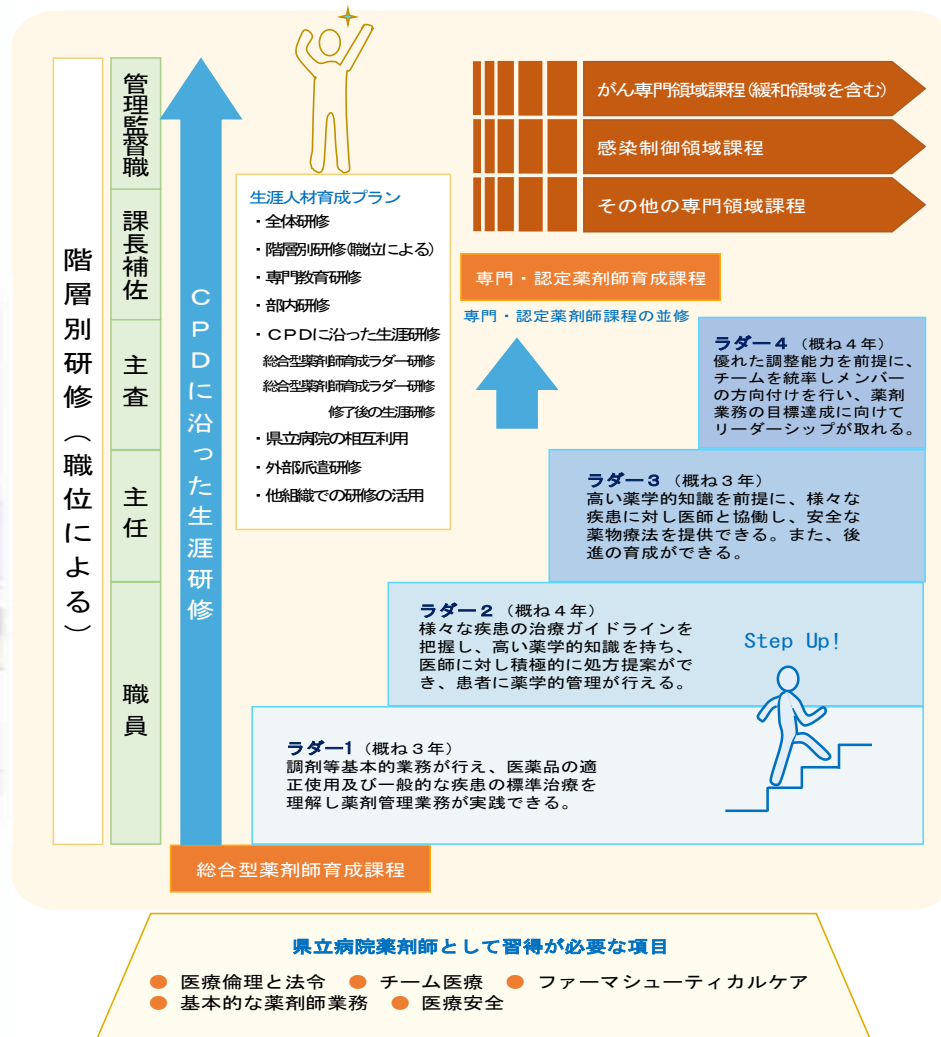 階層別研修（職位による）
管理監督職
課長補佐
主査
主任
職員
CPDに沿った生涯研修
生涯人材育成プラン
・全体研修
・階層別研修(職位による)
・専門教育研修
・部内研修
・CPDに沿った生涯研修
総合型薬剤師育成ラダー研修
総合型薬剤師育成ラダー研修
修了後の生涯研修
・県立病院の相互利用
・外部派遣研修
・他組織での研修の活用
がん専門領域課程(緩和領域を含む)
感染制御領域課程
その他の専門領域課程
専門・認定薬剤師育成課程
専門・認定薬剤師課程の並修
ラダー４（概ね４年）
優れた調整能力を前提に、
チームを統率しメンバー
の方向付けを行い、薬剤
業務の目標達成に向けて
リーダーシップが取れる。
ラダー３（概ね３年）
高い薬学的知識を前提に、様々な
疾患に対し医師と協働し、安全な
薬物療法を提供できる。また、後
進の育成ができる。
ラダー２（概ね４年）
様々な疾患の治療ガイドラインを
把握し、高い薬学的知識を持ち、
医師に対し積極的に処方提案がで
き、患者に薬学的管理が行える。
Step Up!
ラダー1（概ね３年）
調剤等基本的業務が行え、医薬品の適
正使用及び一般的な疾患の標準治療を
理解し薬剤管理業務が実践できる。
総合型薬剤師育成課程
県立病院薬剤師として習得が必要な項目
● 医療倫理と法令 ● チーム医療 ● ファーマシューティカルケア
● 基本的な薬剤師業務 ● 医療安全